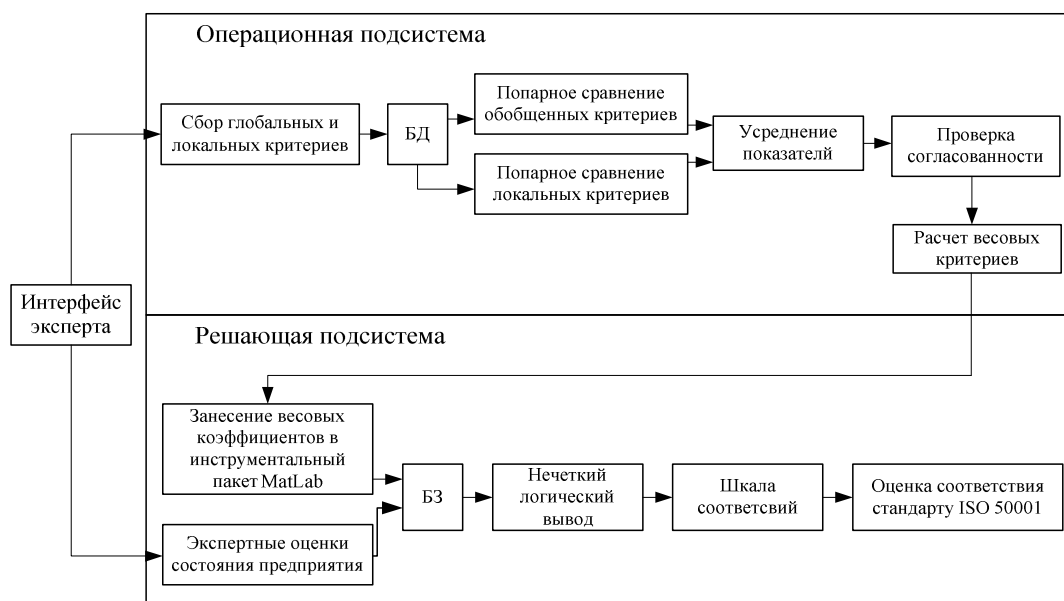 Операционная подсистема
Сбор глобальных и
локальных критериев
БД
Попарное сравнение
обобщенных критериев
Попарное сравнение
локальных критериев
Усреднение
показателй
Проверка
согласованности
Расчет весовых
критериев
Интерфейс
эксперта
Решающая подсистема
Занесение весовых
коэффициентов в
инструментальный
пакет MatLab
Экспертные оценки
состояния предприятия
БЗ
Нечеткий
логический
вывод
Шкала
соответсвий
Оценка соответствия
стандарту ISO 50001